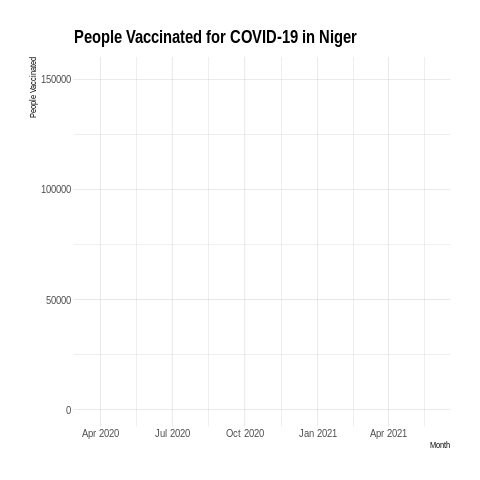 People Vaccinated for COVID-19 in Niger
People Vaccinated
150000
100000
50000
0
Apr 2020 Jul 2020 Oct 2020 Jan 2021 Apr 2021
Month